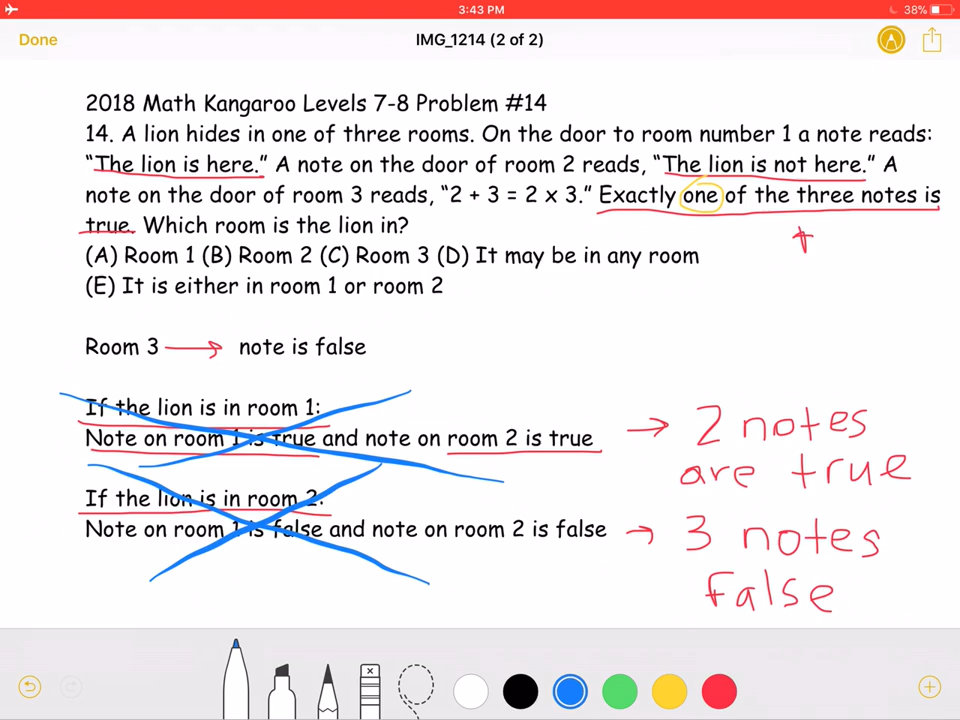 3:43 PM
38%
Done
IMG_1214 (2 of 2)
2018 Math Kangaroo Levels 7-8 Problem #14
14. A lion hides in one of three rooms. On the door to room number 1 a note reads:
“The lion is here.” A note on the door of room 2 reads, “The lion is not here.” A
note on the door of room 3 reads, “2 + 3 = 2 x 3.” Exactly one of the three notes is
true. Which room is the lion in?
(A) Room 1 (B) Room 2 (C) Room 3 (D) It may be in any room
(E) It is either in room 1 or room 2
Room 3 → note is false
If the lion is in room 1:
Note on room 1 is true and note on room 2 is true → 2 notes
are true
If the lion is in room 2:
Note on room 1 is false and note on room 2 is false → 3 notes
false